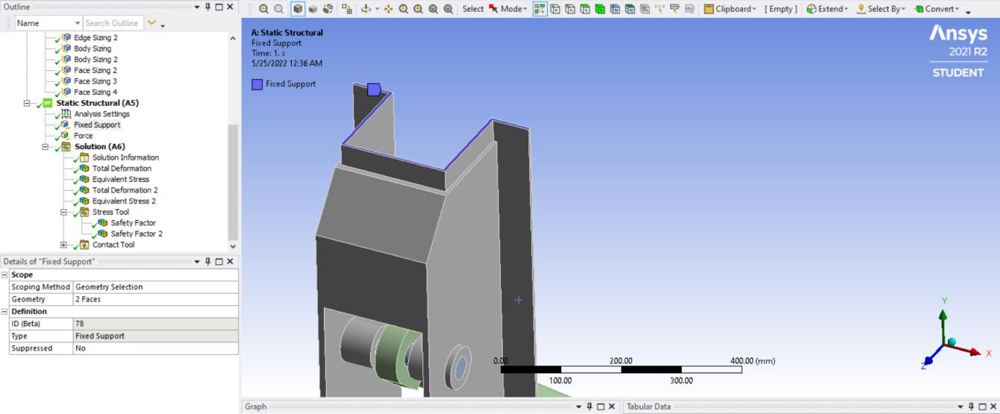 Outline
Name
Search Outline
Edge Sizing 2
Body Sizing
Body Sizing 2
Face Sizing 2
Face Sizing 3
Face Sizing 4
Static Structural (A5)
Analysis Settings
Fixed Support
Force
Solution (A6)
Solution Information
Total Deformation
Equivalent Stress
Total Deformation 2
Equivalent Stress 2
Stress Tool
Safety Factor
Safety Factor 2
Contact Tool
Details of "Fixed Support"
Scope
Scoping Method Geometry Selection
Geometry 2 Faces
Definition
ID (Beta) 78
Type Fixed Support
Suppressed No
Select Mode Clipboard [ Empty ] Extend Select By Convert
A: Static Structural
Fixed Support
Time: 1. s
5/25/2022 12:36 AM
Fixed Support
Ansys
2021 R2
STUDENT
Y
X
Z
0.00 200.00 400.00 (mm)
100.00 300.00
Graph
Tabular Data